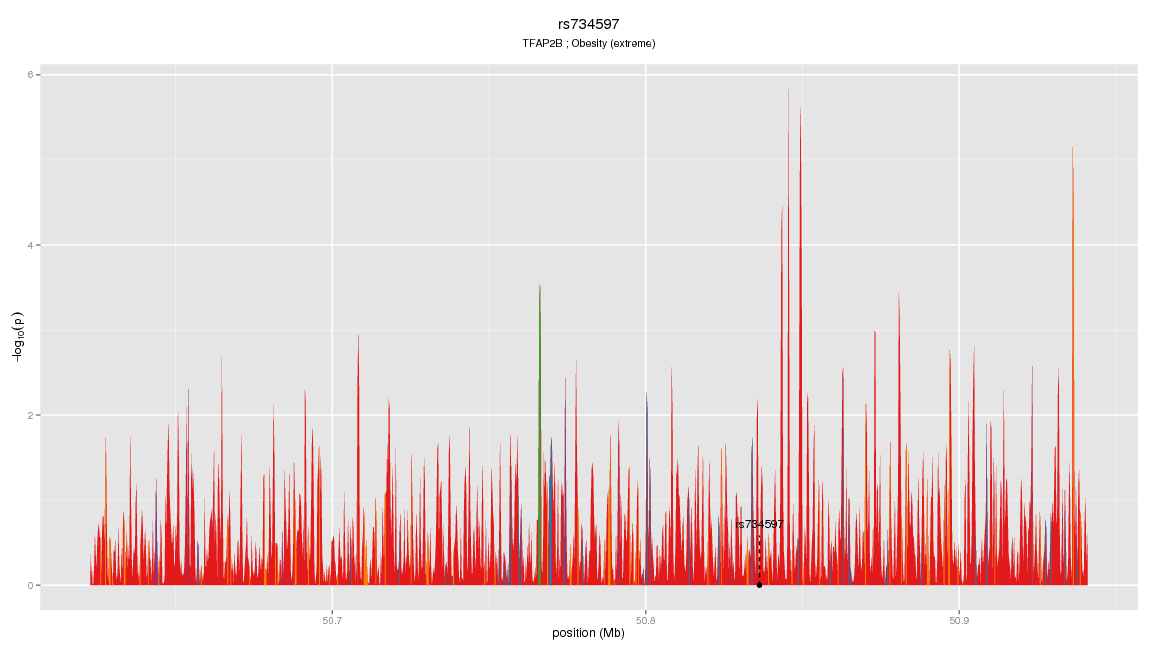 rs734597
TFAP2B ; Obesity (extreme)
6
4
2
0
−log10(p)
rs734597
50.7
50.8
50.9
position (Mb)